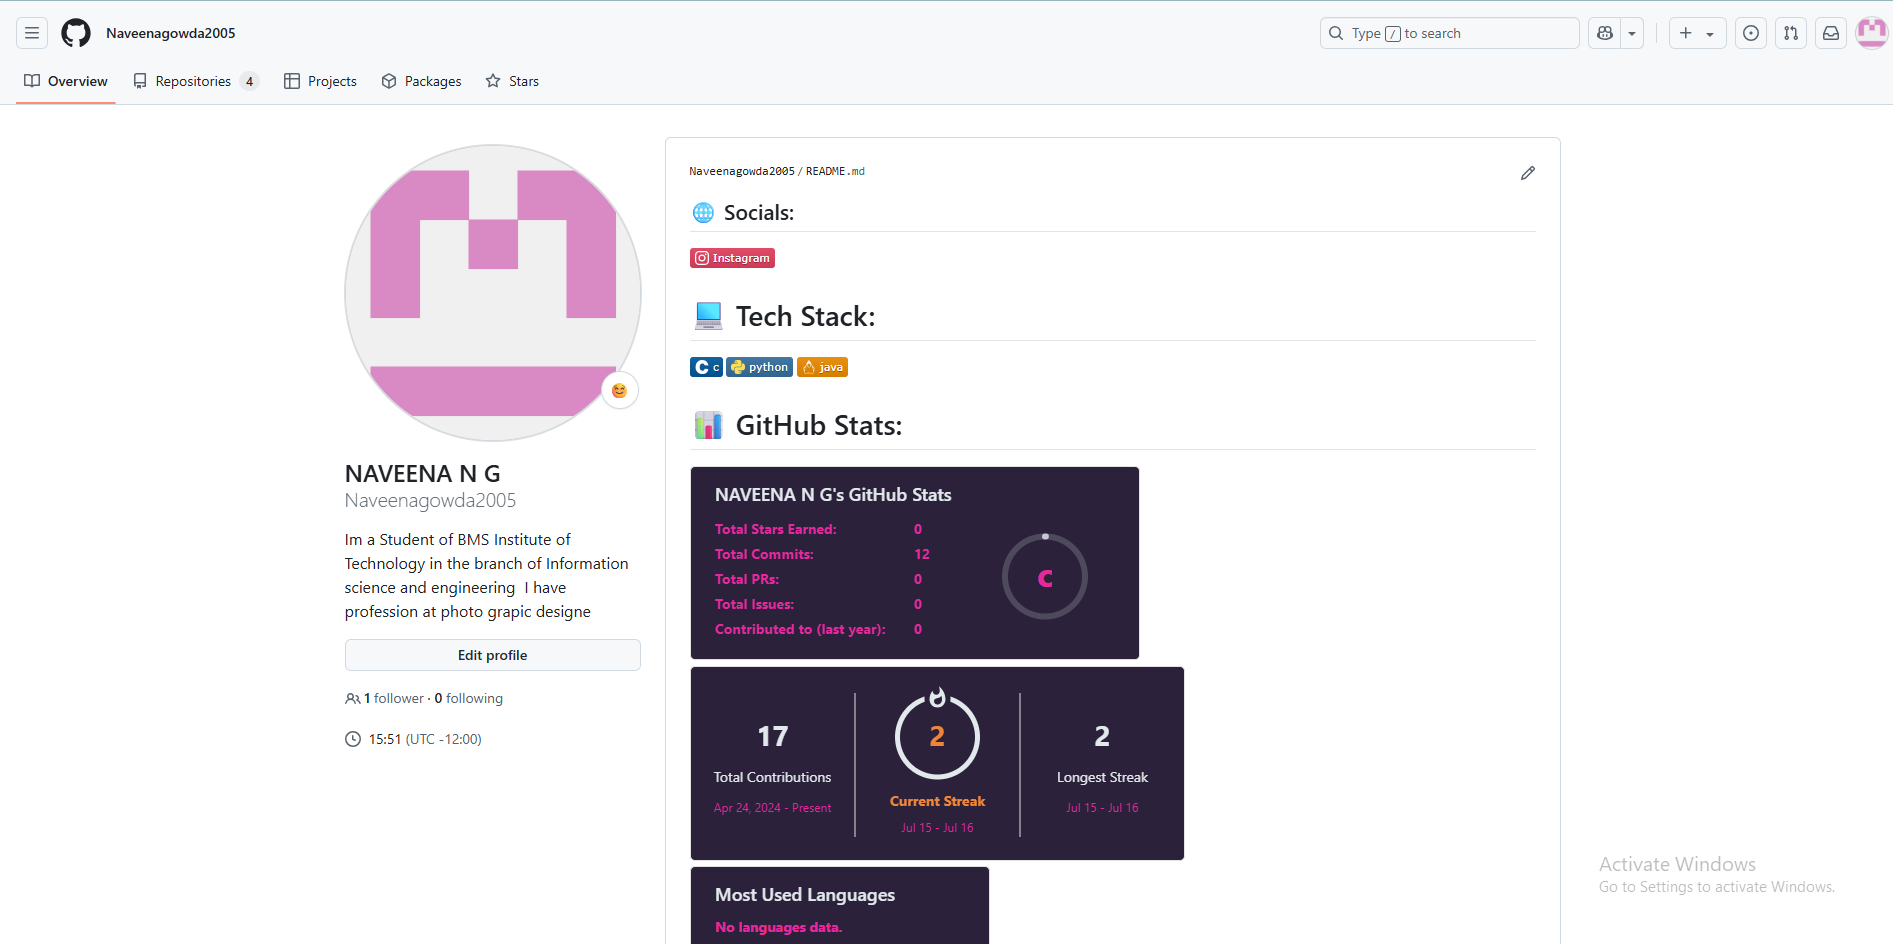 Naveenagowda2005
Type / to search
Overview
Repositories 4
Projects
Packages
Stars
NAVEENA N G
Naveenagowda2005
Im a Student of BMS Institute of
Technology in the branch of Information
science and engineering I have
profession at photo grapic designe
Edit profile
1 follower · 0 following
15:51 (UTC -12:00)
Naveenagowda2005 / README.md
Socials:
Instagram
Tech Stack:
C c
python
java
GitHub Stats:
NAVEENA N G's GitHub Stats
Total Stars Earned: 0
Total Commits: 12
Total PRs: 0
Total Issues: 0
Contributed to (last year): 0
C
17
Total Contributions
Apr 24, 2024 - Present
2
Current Streak
Jul 15 - Jul 16
2
Longest Streak
Jul 15 - Jul 16
Most Used Languages
No languages data.
Activate Windows
Go to Settings to activate Windows.